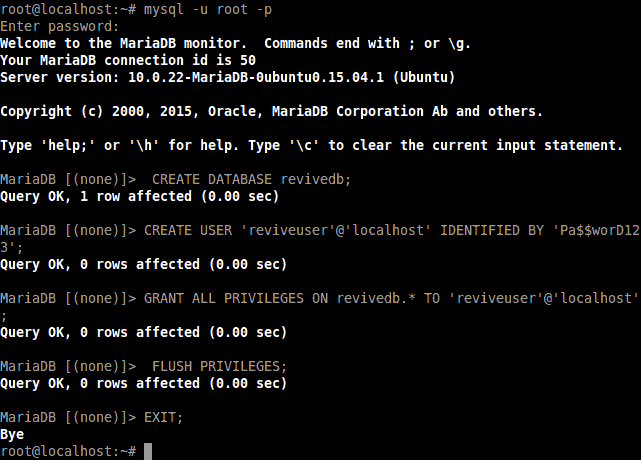 root@localhost:~# mysql -u root -p
Enter password:
Welcome to the MariaDB monitor.  Commands end with ; or \g.
Your MariaDB connection id is 50
Server version: 10.0.22-MariaDB-0ubuntu0.15.04.1 (Ubuntu)
Copyright (c) 2000, 2015, Oracle, MariaDB Corporation Ab and others.
Type 'help;' or '\h' for help. Type '\c' to clear the current input statement.
MariaDB [(none)]>  CREATE DATABASE revivedb;
Query OK, 1 row affected (0.00 sec)
MariaDB [(none)]> CREATE USER 'reviveuser'@'localhost' IDENTIFIED BY 'Pa$$worD12
3';
Query OK, 0 rows affected (0.00 sec)
MariaDB [(none)]> GRANT ALL PRIVILEGES ON revivedb.* TO 'reviveuser'@'localhost'
;
Query OK, 0 rows affected (0.00 sec)
MariaDB [(none)]>  FLUSH PRIVILEGES;
Query OK, 0 rows affected (0.00 sec)
MariaDB [(none)]> EXIT;
Bye
root@localhost:~#